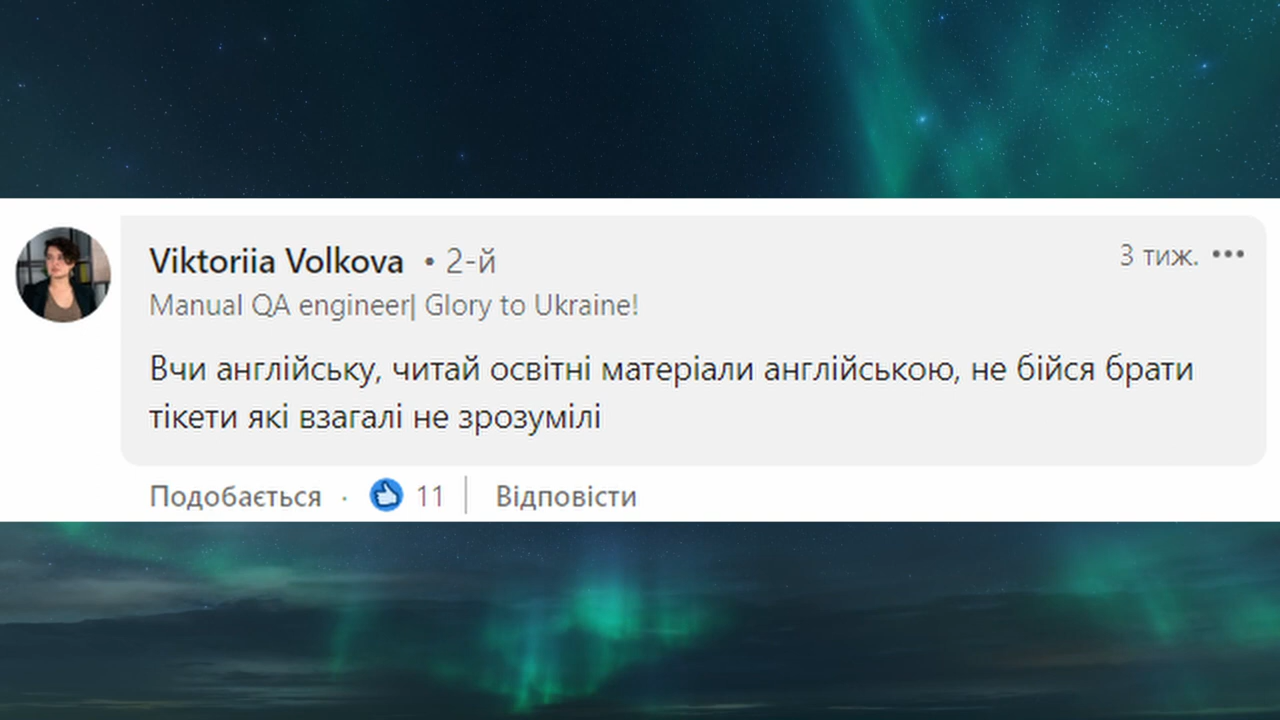 Viktoriia Volkova • 2-й
3 тиж. •••
Manual QA engineer| Glory to Ukraine!
Вчи англійську, читай освітні матеріали англійською, не бійся брати
тікети які взагалі не зрозумілі
Подобається · 11 | Відповісти